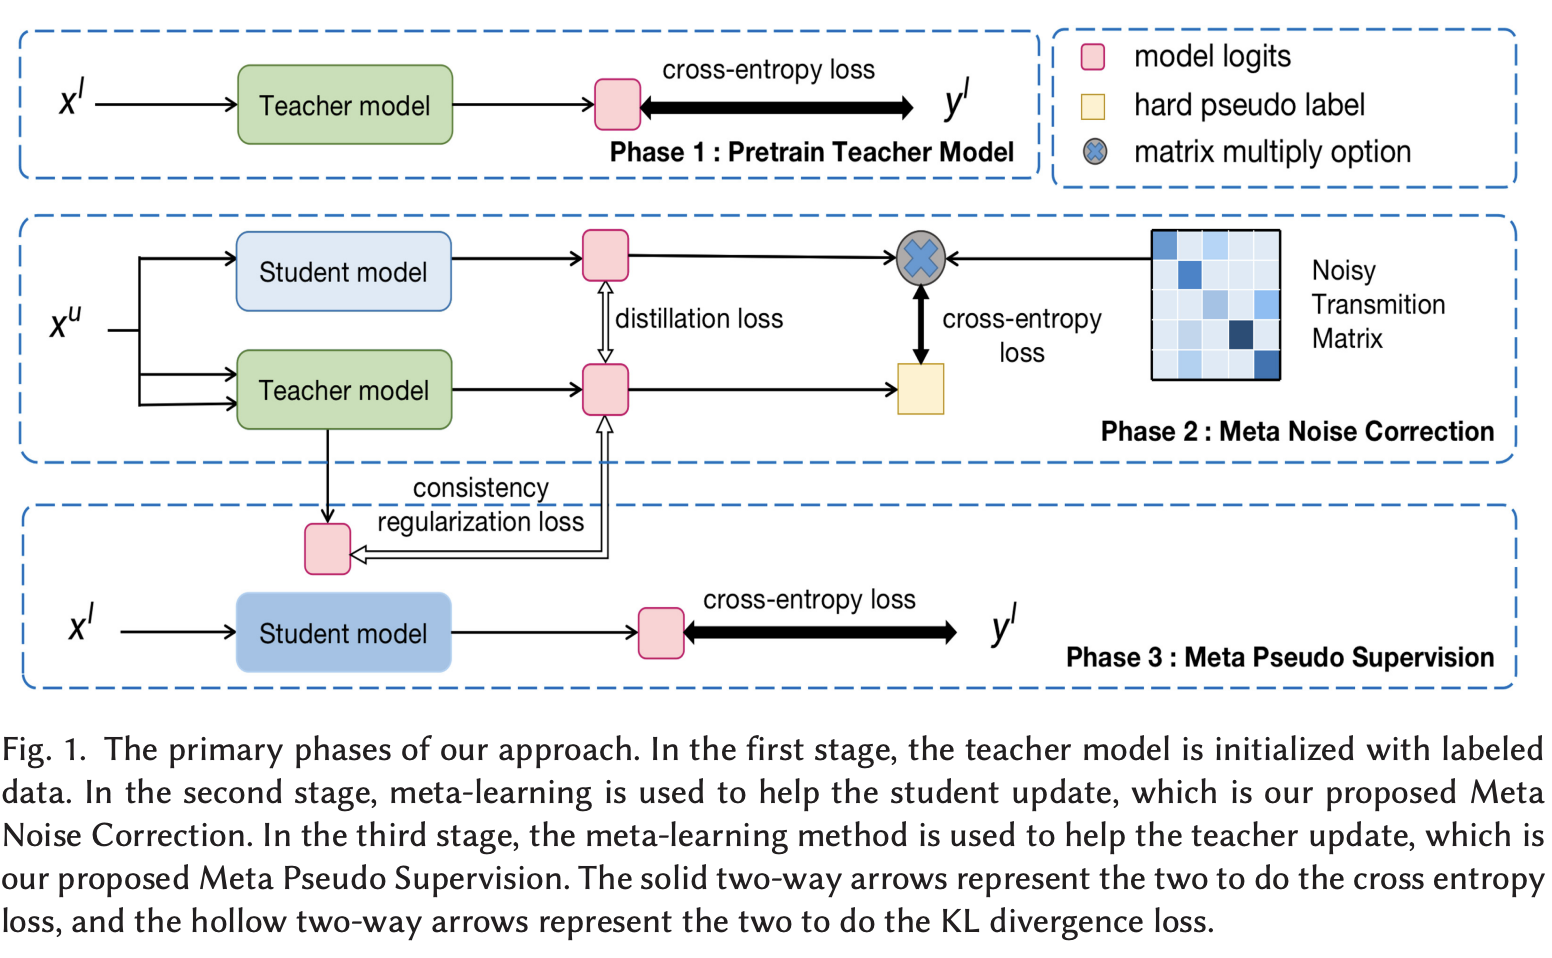 x^l
Teacher model
cross-entropy loss
y^l
Phase 1 : Pretrain Teacher Model
model logits
hard pseudo label
matrix multiply option
x^u
Student model
Teacher model
distillation loss
cross-entropy
loss
Noisy
Transmition
Matrix
Phase 2 : Meta Noise Correction
consistency
regularization loss
x^l
Student model
cross-entropy loss
y^l
Phase 3 : Meta Pseudo Supervision
Fig. 1. The primary phases of our approach. In the first stage, the teacher model is initialized with labeled
data. In the second stage, meta-learning is used to help the student update, which is our proposed Meta
Noise Correction. In the third stage, the meta-learning method is used to help the teacher update, which is
our proposed Meta Pseudo Supervision. The solid two-way arrows represent the two to do the cross entropy
loss, and the hollow two-way arrows represent the two to do the KL divergence loss.